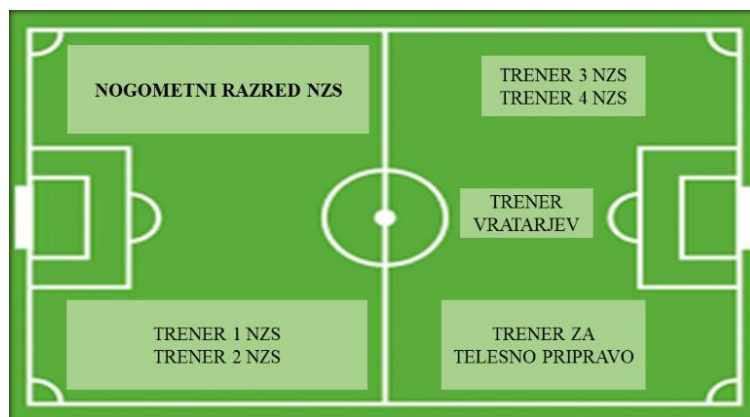 NOGOMETNI RAZRED NZS
TRENER 3 NZS
TRENER 4 NZS
TRENER
VRATARJEV
TRENER 1 NZS
TRENER 2 NZS
TRENER ZA
TELESNO PRIPRAVO